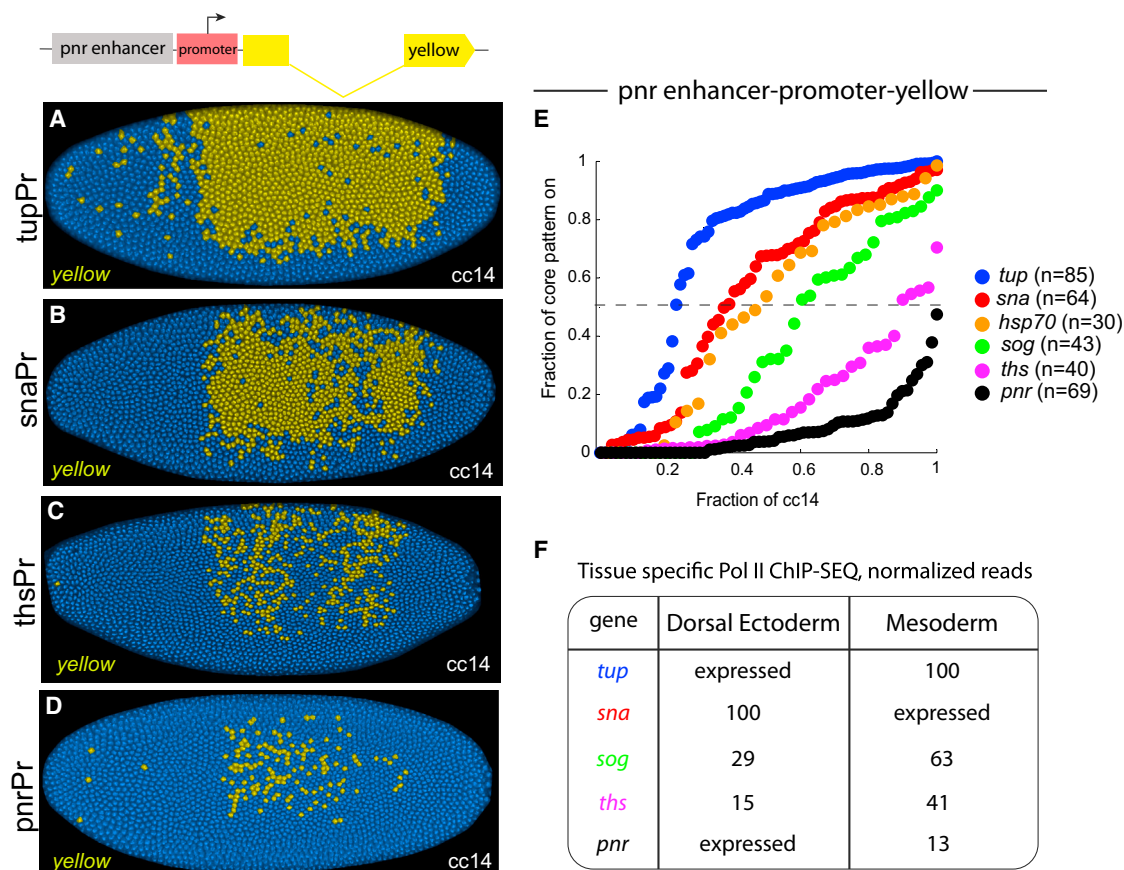 pnr enhancer
promoter
yellow
A
tupPr
yellow
cc14
B
snaPr
yellow
cc14
C
thsPr
yellow
cc14
D
pnrPr
yellow
cc14
pnr enhancer-promoter-yellow
E
Fraction of core pattern on
1
0.8
0.6
0.4
0.2
0
0.2
0.4
0.6
0.8
1
Fraction of cc14
tup (n=85)
sna (n=64)
hsp70 (n=30)
sog (n=43)
ths (n=40)
pnr (n=69)
F
Tissue specific Pol II ChIP-SEQ, normalized reads
gene Dorsal Ectoderm Mesoderm
tup expressed 100
sna 100 expressed
sog 29 63
ths 15 41
pnr expressed 13